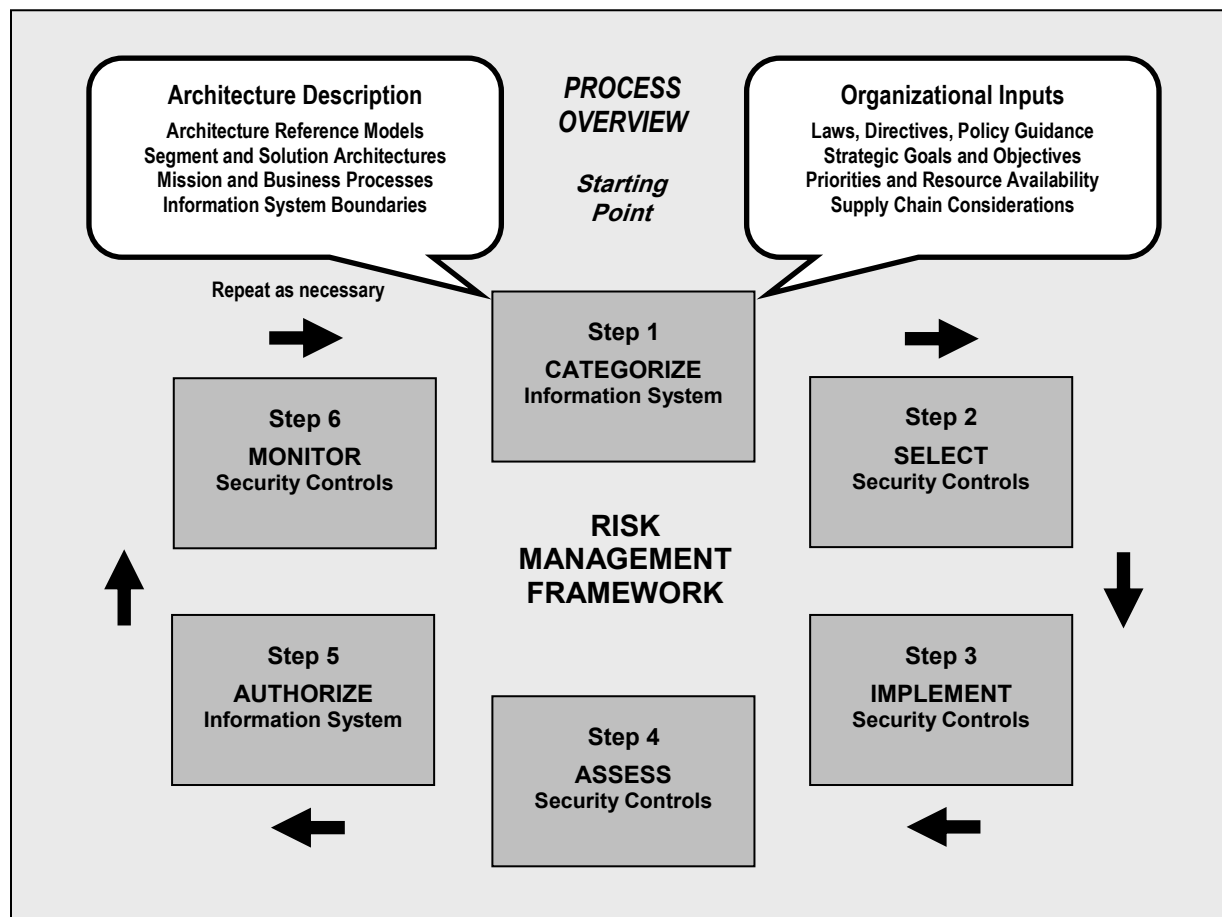 Architecture Description
Architecture Reference Models
Segment and Solution Architectures
Mission and Business Processes
Information System Boundaries
PROCESS
OVERVIEW
Starting
Point
Organizational Inputs
Laws, Directives, Policy Guidance
Strategic Goals and Objectives
Priorities and Resource Availability
Supply Chain Considerations
Repeat as necessary
Step 1
CATEGORIZE
Information System
Step 2
SELECT
Security Controls
Step 3
IMPLEMENT
Security Controls
Step 4
ASSESS
Security Controls
Step 5
AUTHORIZE
Information System
Step 6
MONITOR
Security Controls
RISK
MANAGEMENT
FRAMEWORK